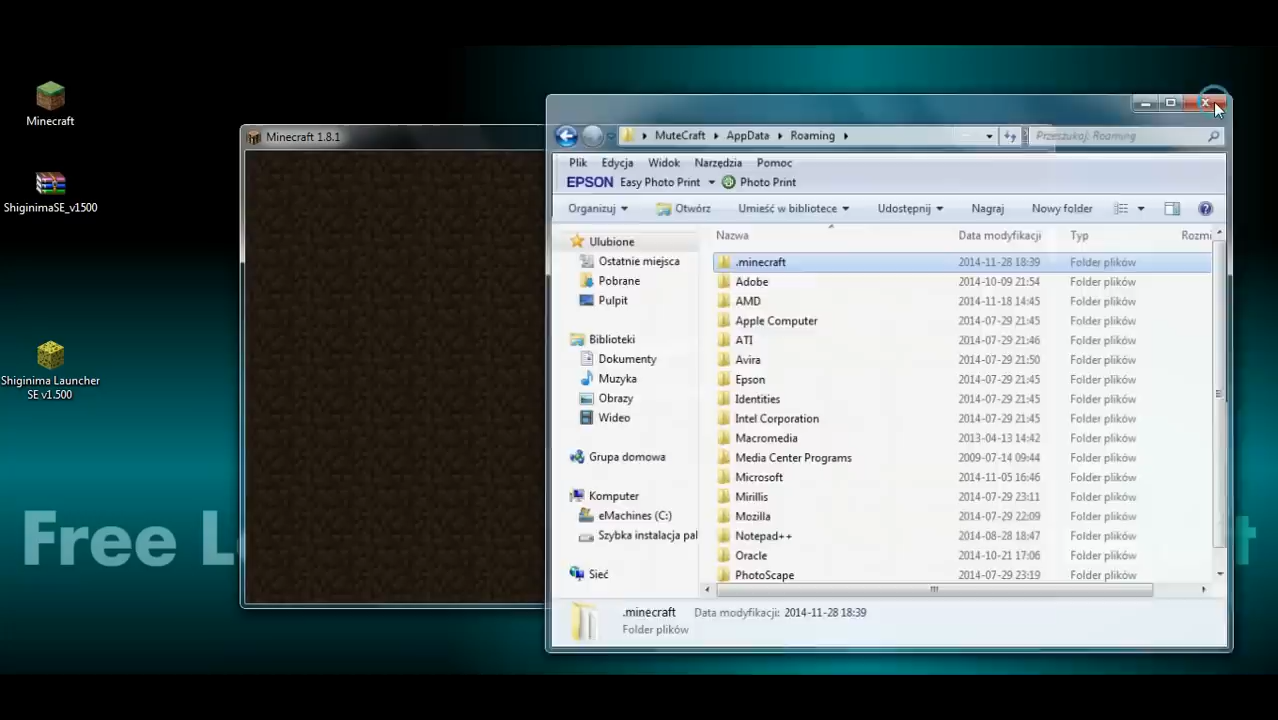 Minecraft
ShiginimaSE_v1500
Shiginima Launcher
SE v1.500
Free L
t
Minecraft 1.8.1
MuteCraft
AppData
Roaming
Przeszukaj: Roaming
Plik Edycja Widok Narzędzia Pomoc
EPSON Easy Photo Print Photo Print
Organizuj Otwórz Umieść w bibliotece Udostępnij Nagraj Nowy folder
Ulubione
Ostatnie miejsca
Pobrane
Pulpit
Biblioteki
Dokumenty
Muzyka
Obrazy
Wideo
Grupa domowa
Komputer
eMachines (C:)
Szybka instalacja pal
Sieć
Nazwa Data modyfikacji Typ Rozmi
.minecraft 2014-11-28 18:39 Folder plików
Adobe 2014-10-09 21:54 Folder plików
AMD 2014-11-18 14:45 Folder plików
Apple Computer 2014-07-29 21:45 Folder plików
ATI 2014-07-29 21:46 Folder plików
Avira 2014-07-29 21:50 Folder plików
Epson 2014-07-29 21:45 Folder plików
Identities 2014-07-29 21:45 Folder plików
Intel Corporation 2014-07-29 21:45 Folder plików
Macromedia 2013-04-13 14:42 Folder plików
Media Center Programs 2009-07-14 09:44 Folder plików
Microsoft 2014-11-05 16:46 Folder plików
Mirillis 2014-07-29 23:11 Folder plików
Mozilla 2014-07-29 22:09 Folder plików
Notepad++ 2014-08-28 18:47 Folder plików
Oracle 2014-10-21 17:06 Folder plików
PhotoScape 2014-07-29 23:19 Folder plików
.minecraft Data modyfikacji: 2014-11-28 18:39
Folder plików